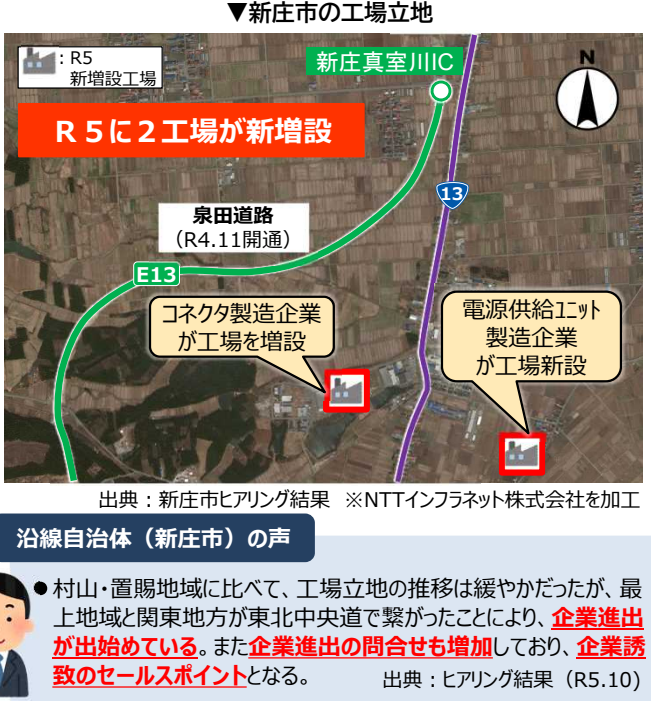 ▼新庄市の工場立地
：R5
新増設工場
新庄真室川IC
N
R５に２工場が新増設
13
泉田道路
（R4.11開通）
E13
コネクタ製造企業
が工場を増設
電源供給ユニット
製造企業
が工場新設
出典：新庄市ヒアリング結果 ※NTTインフラネット株式会社を加工
沿線自治体（新庄市）の声
●村山・置賜地域に比べて、工場立地の推移は緩やかだったが、最
上地域と関東地方が東北中央道で繋がったことにより、企業進出
が出始めている。また企業進出の問合せも増加しており、企業誘
致のセールスポイントとなる。 出典：ヒアリング結果（R5.10）